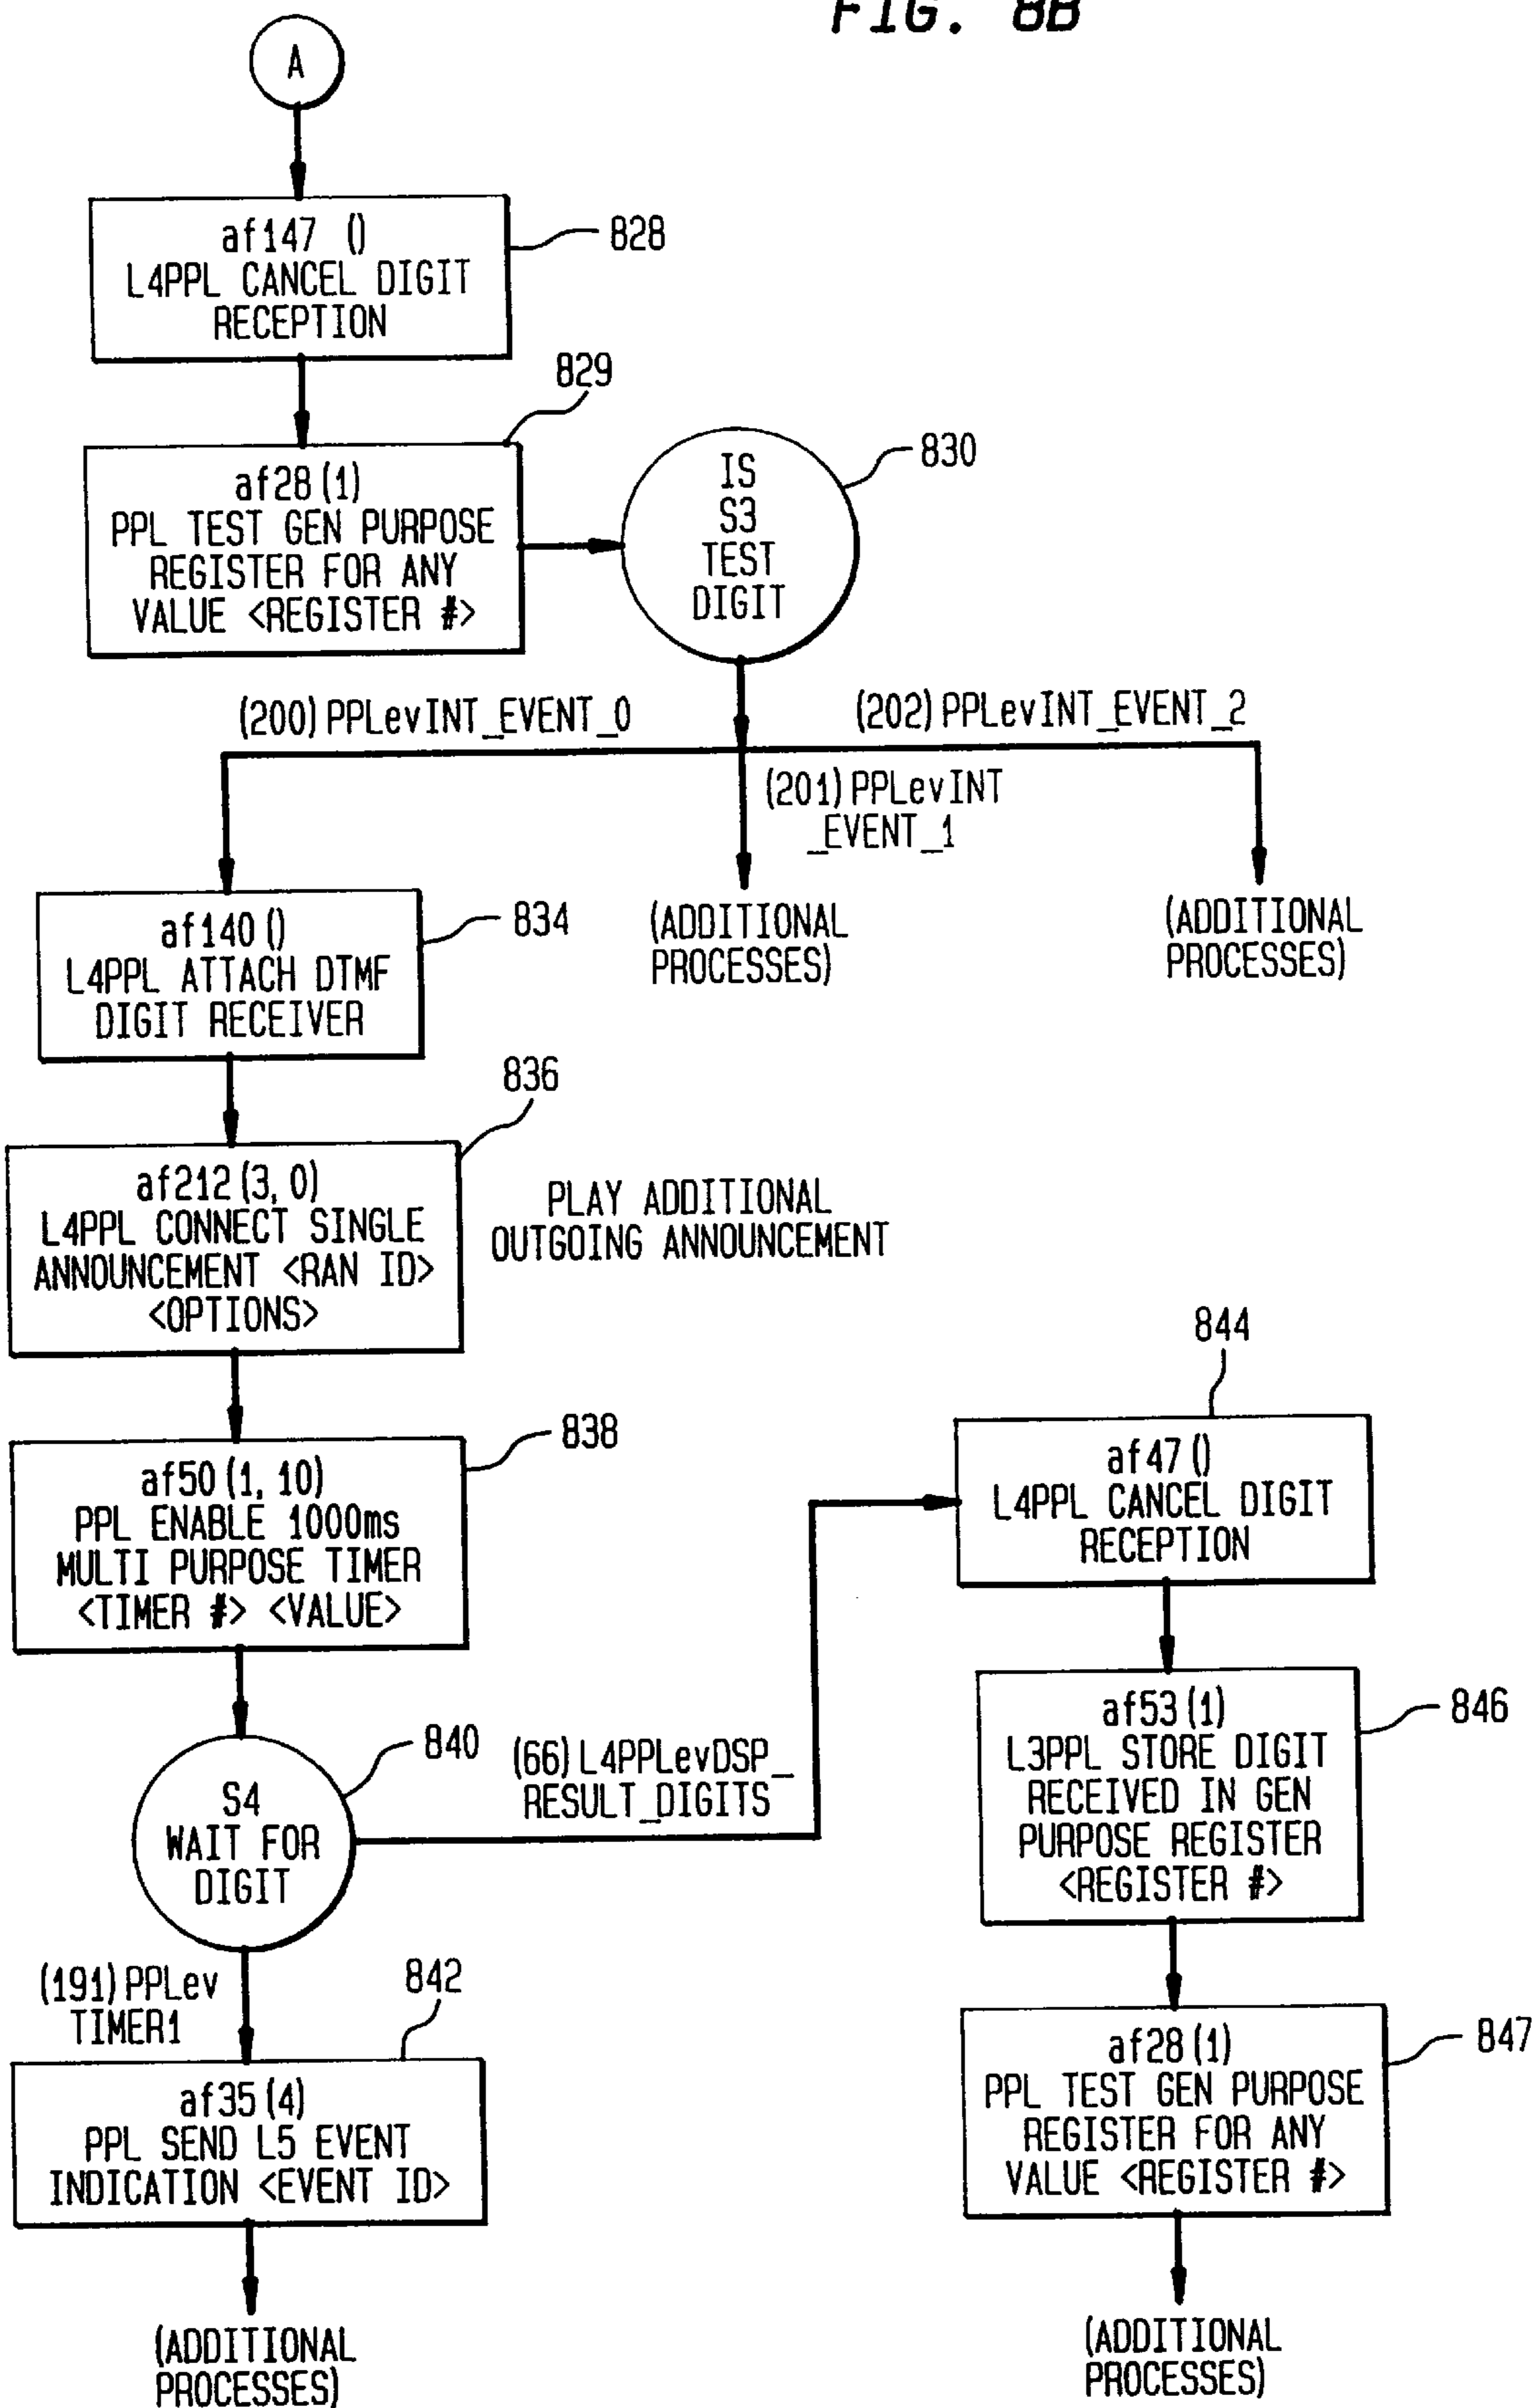 FIG. 8B
A
af147 ()
L4PPL CANCEL DIGIT
RECEPTION
828
829
af28(1)
PPL TEST GEN PURPOSE
REGISTER FOR ANY
VALUE <REGISTER #>
IS
S3
TEST
DIGIT
830
(200) PPLevINT_EVENT_0
(202) PPLevINT_EVENT_2
(201) PPLevINT
_EVENT_1
(ADDITIONAL
PROCESSES)
(ADDITIONAL
PROCESSES)
af140()
L4PPL ATTACH DTMF
DIGIT RECEIVER
834
836
af212(3,0)
L4PPL CONNECT SINGLE
ANNOUNCEMENT <RAN ID>
<OPTIONS>
PLAY ADDITIONAL
OUTGOING ANNOUNCEMENT
af50(1,10)
PPL ENABLE 1000ms
MULTI PURPOSE TIMER
<TIMER #> <VALUE>
838
S4
WAIT FOR
DIGIT
840
(66) L4PPLevDSP_
RESULT_DIGITS
(191) PPLev
TIMER1
842
af35(4)
PPL SEND L5 EVENT
INDICATION <EVENT ID>
(ADDITIONAL
PROCESSES)
844
af47()
L4PPL CANCEL DIGIT
RECEPTION
af53(1)
L3PPL STORE DIGIT
RECEIVED IN GEN
PURPOSE REGISTER
<REGISTER #>
846
af28(1)
PPL TEST GEN PURPOSE
REGISTER FOR ANY
VALUE <REGISTER #>
847
(ADDITIONAL
PROCESSES)